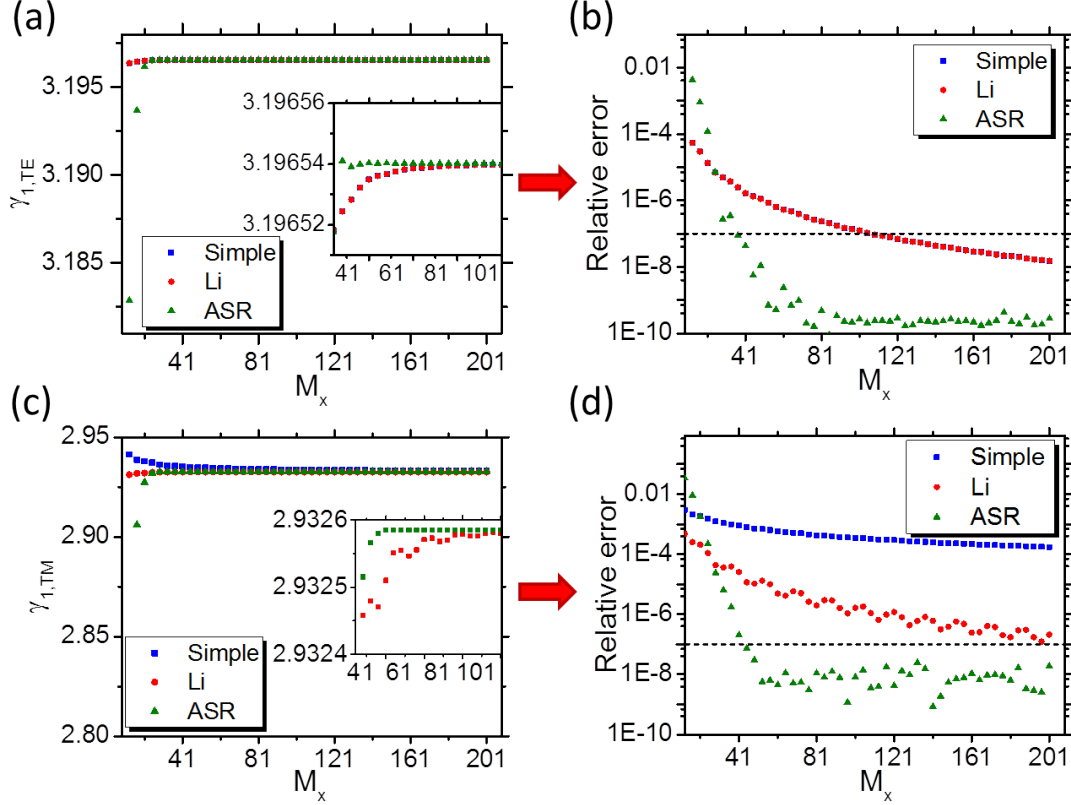 (a)
3.195
3.190
3.185
γ1,TE
3.19656
3.19654
3.19652
41 61 81 101
Simple
Li
ASR
41 81 121 161 201
Mx
(b)
0.01
1E-4
1E-6
1E-8
1E-10
Relative error
Simple
Li
ASR
41 81 121 161 201
Mx
(c)
2.95
2.90
2.85
2.80
γ1,TM
2.93226
2.93225
2.93224
41 61 81 101
Simple
Li
ASR
41 81 121 161 201
Mx
(d)
0.01
1E-4
1E-6
1E-8
1E-10
Relative error
Simple
Li
ASR
41 81 121 161 201
Mx